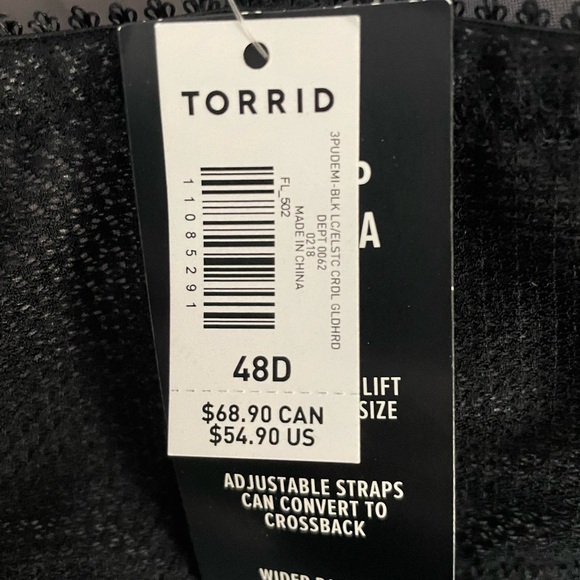 TORRID
3PUDEMI-BLK LC/ELSTC CRDL GLDHRD
DEPT 0062
0218
MADE IN CHINA
FL_502
11085291
48D
$68.90 CAN
$54.90 US
P
A
LIFT
SIZE
ADJUSTABLE STRAPS
CAN CONVERT TO
CROSSBACK
WIDER